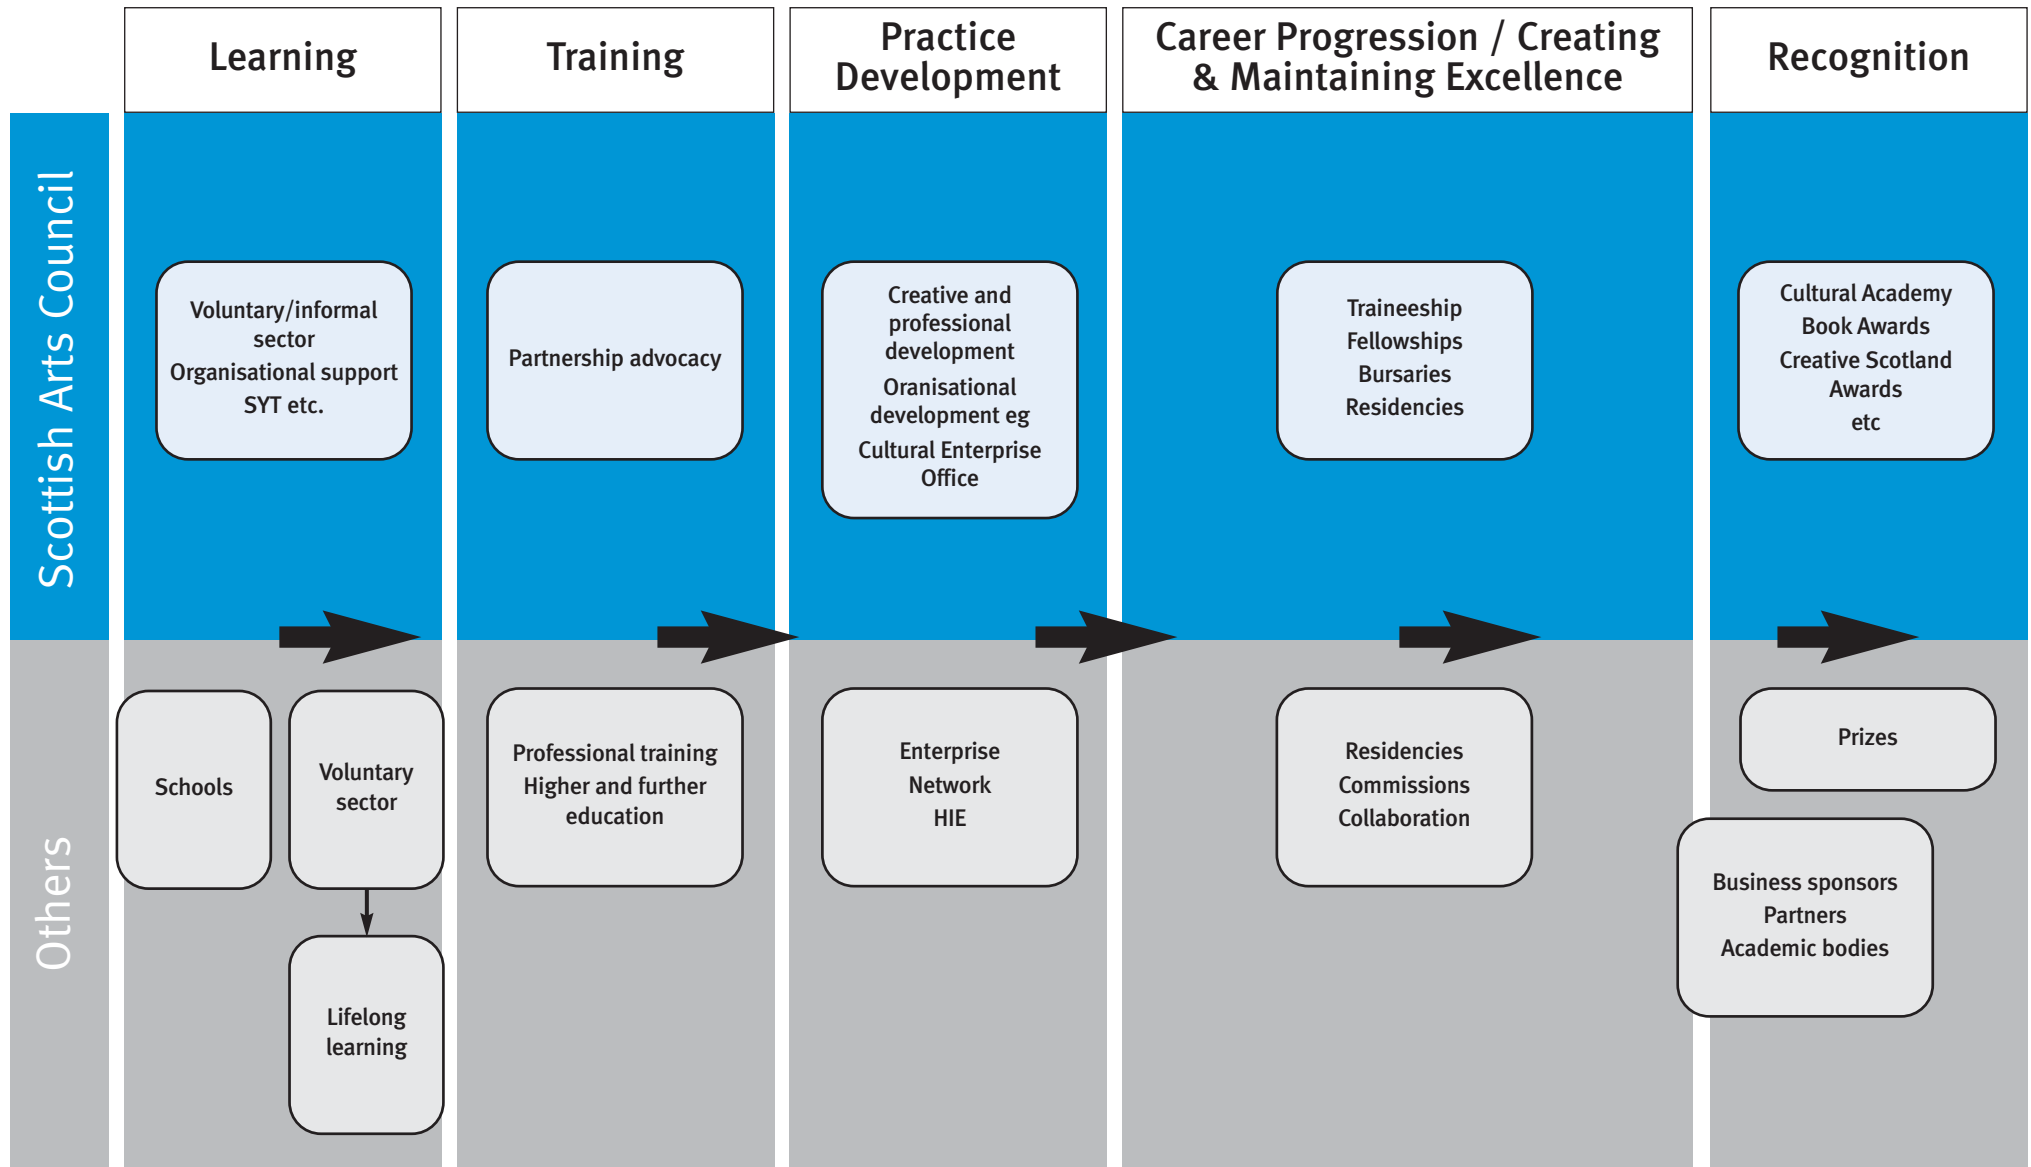 Learning
Training
Practice
Development
Career Progression / Creating
& Maintaining Excellence
Recognition
Scottish Arts Council
Voluntary/informal
sector
Organisational support
SYT etc.
Partnership advocacy
Creative and
professional
development
Oranisational
development eg
Cultural Enterprise
Office
Traineeship
Fellowships
Bursaries
Residencies
Cultural Academy
Book Awards
Creative Scotland
Awards
etc
Others
Schools
Voluntary
sector
Lifelong
learning
Professional training
Higher and further
education
Enterprise
Network
HIE
Residencies
Commissions
Collaboration
Prizes
Business sponsors
Partners
Academic bodies